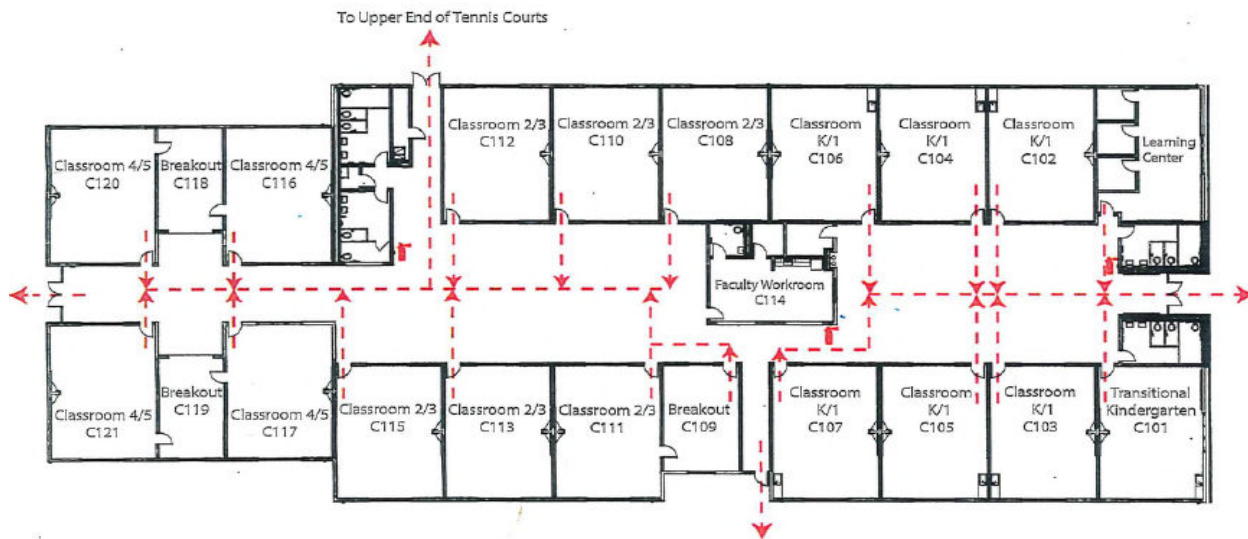 To Upper End of Tennis Courts
Classroom 2/3
C112
Classroom 2/3
C110
Classroom 2/3
C108
Classroom
K/1
C106
Classroom
K/1
C104
Classroom
K/1
C102
Learning
Center
Classroom 4/5
C120
Breakout
C118
Classroom 4/5
C116
Faculty Workroom
C114
Classroom 4/5
C121
Breakout
C119
Classroom 4/5
C117
Classroom 2/3
C115
Classroom 2/3
C113
Classroom 2/3
C111
Breakout
C109
Classroom
K/1
C107
Classroom
K/1
C105
Classroom
K/1
C103
Transitional
Kindergarten
C101